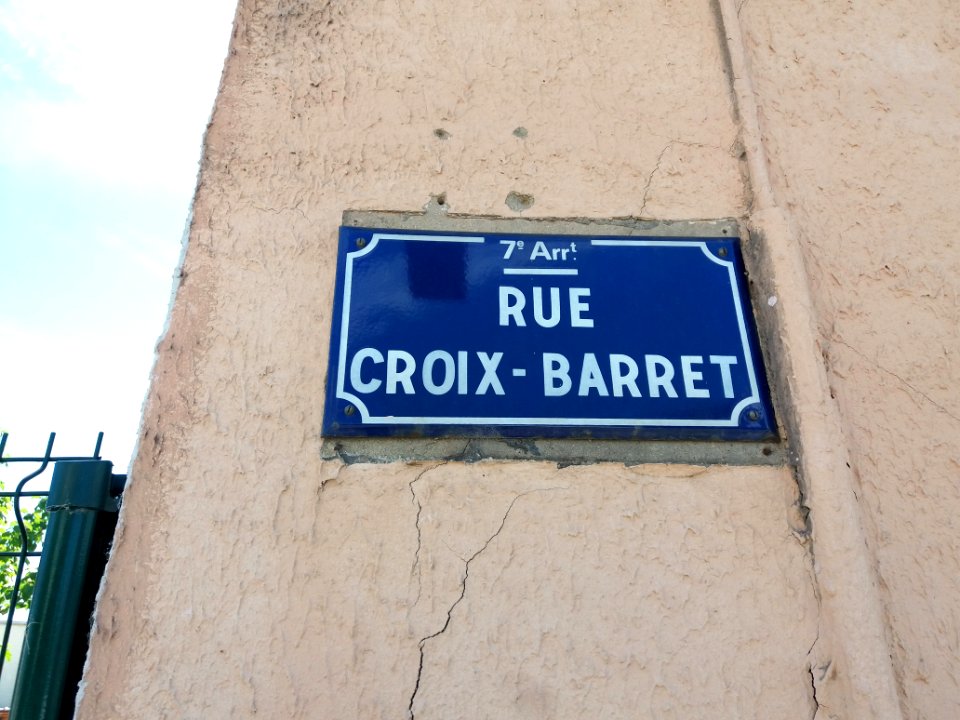 7ᵉ Arrᵗ.
RUE
CROIX-BARRET